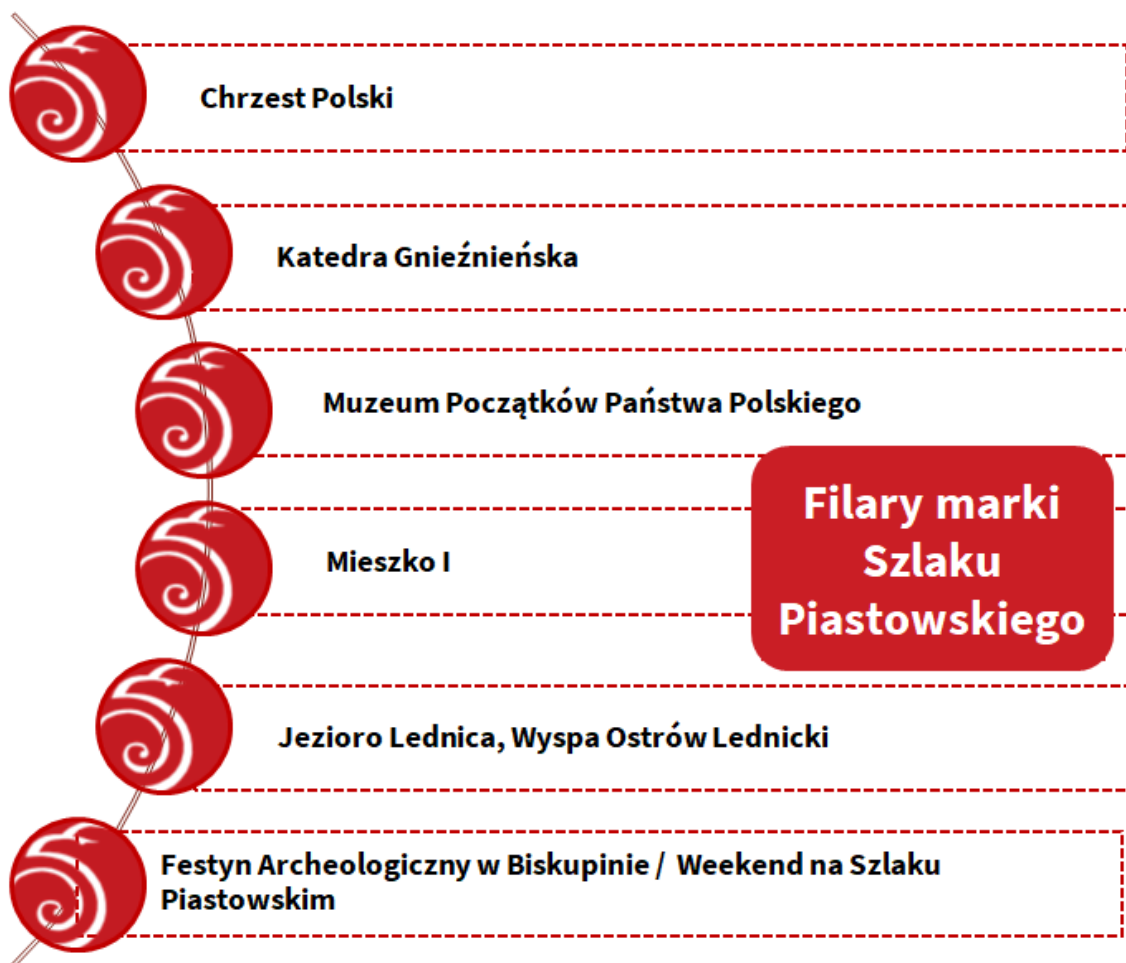 Chrzest Polski
Katedra Gnieźnieńska
Muzeum Początków Państwa Polskiego
Mieszko I
Filary marki
Szlaku
Piastowskiego
Jezioro Lednica, Wyspa Ostrów Lednicki
Festyn Archeologiczny w Biskupinie /  Weekend na Szlaku
Piastowskim